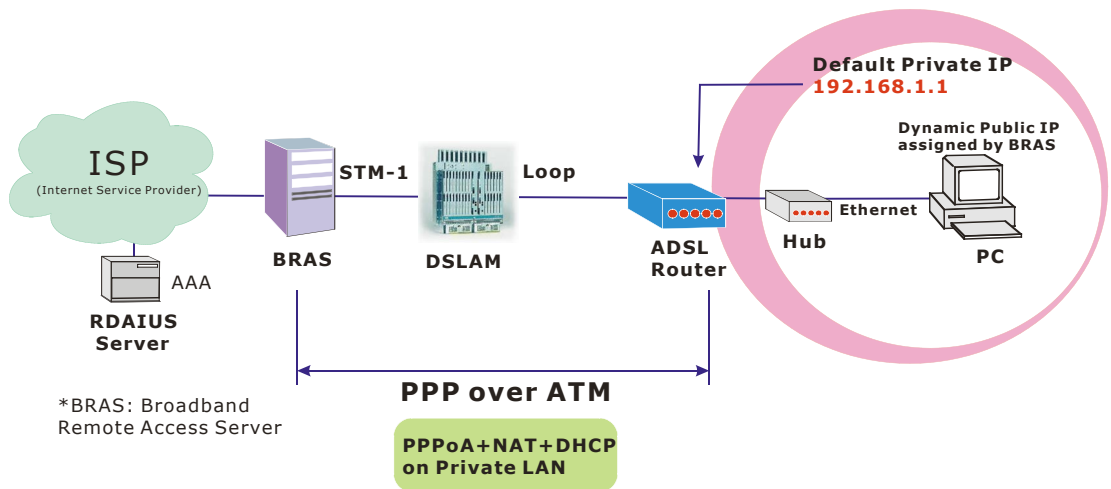 Default Private IP
192.168.1.1
Dynamic Public IP
assigned by BRAS
ISP
(Internet Service Provider)
STM-1
Loop
Ethernet
BRAS
DSLAM
ADSL
Router
Hub
PC
AAA
RDAIUS
Server
PPP over ATM
*BRAS: Broadband
Remote Access Server
PPPoA+NAT+DHCP
on Private LAN